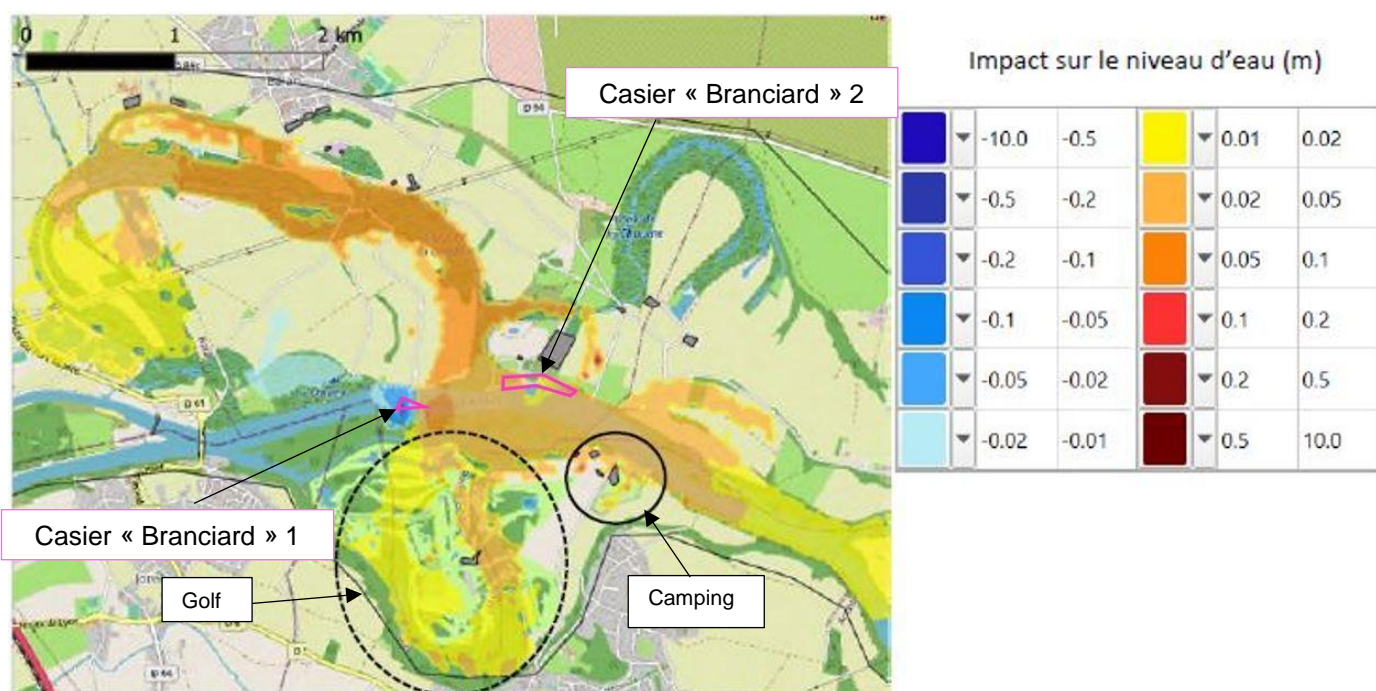 0 1 2 km
Casier « Branciard » 2
D 94
D 61
Casier « Branciard » 1
Golf
Camping
Impact sur le niveau d'eau (m)
-10.0 -0.5 0.01 0.02
-0.5 -0.2 0.02 0.05
-0.2 -0.1 0.05 0.1
-0.1 -0.05 0.1 0.2
-0.05 -0.02 0.2 0.5
-0.02 -0.01 0.5 10.0